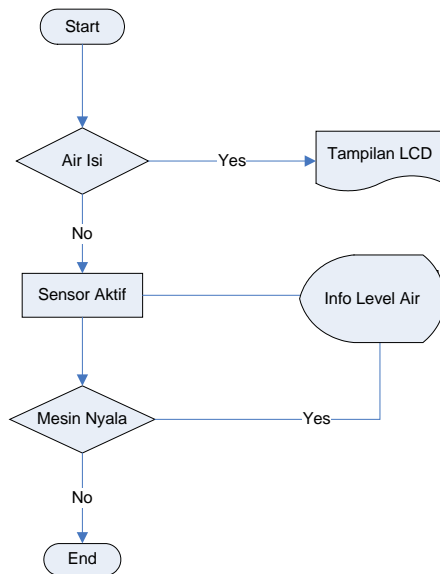 Start
Air Isi
Yes
Tampilan LCD
No
Sensor Aktif
Info Level Air
Mesin Nyala
Yes
No
End